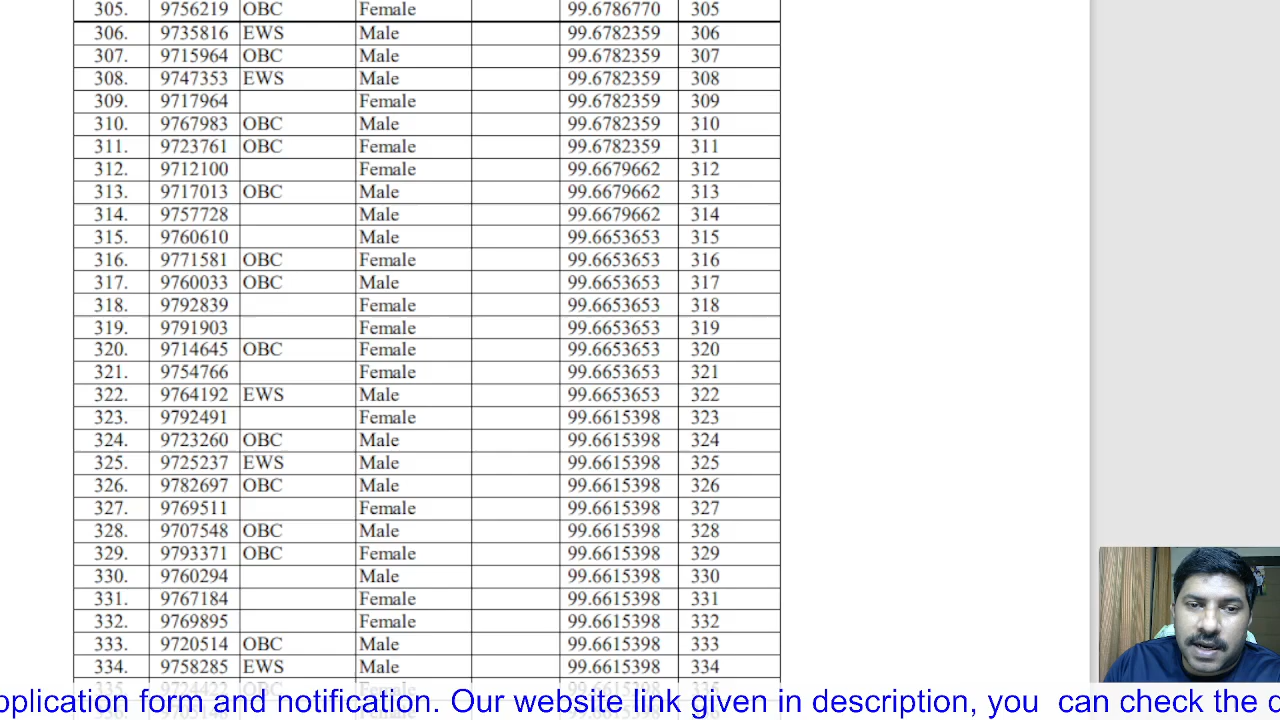 305. 9756219 OBC Female 99.6786770 305
306. 9735816 EWS Male 99.6782359 306
307. 9715964 OBC Male 99.6782359 307
308. 9747353 EWS Male 99.6782359 308
309. 9717964 Female 99.6782359 309
310. 9767983 OBC Male 99.6782359 310
311. 9723761 OBC Female 99.6782359 311
312. 9712100 Female 99.6679662 312
313. 9717013 OBC Male 99.6679662 313
314. 9757728 Male 99.6679662 314
315. 9760610 Male 99.6653653 315
316. 9771581 OBC Female 99.6653653 316
317. 9760033 OBC Male 99.6653653 317
318. 9792839 Female 99.6653653 318
319. 9791903 Female 99.6653653 319
320. 9714645 OBC Female 99.6653653 320
321. 9754766 Female 99.6653653 321
322. 9764192 EWS Male 99.6653653 322
323. 9792491 Female 99.6615398 323
324. 9723260 OBC Male 99.6615398 324
325. 9725237 EWS Male 99.6615398 325
326. 9782697 OBC Male 99.6615398 326
327. 9769511 Female 99.6615398 327
328. 9707548 OBC Male 99.6615398 328
329. 9793371 OBC Female 99.6615398 329
330. 9760294 Male 99.6615398 330
331. 9767184 Female 99.6615398 331
332. 9769895 Female 99.6615398 332
333. 9720514 OBC Male 99.6615398 333
334. 9758285 EWS Male 99.6615398 334
335. 9724422 OBC Female 335
pplication form and notification. Our website link given in description, you can check the